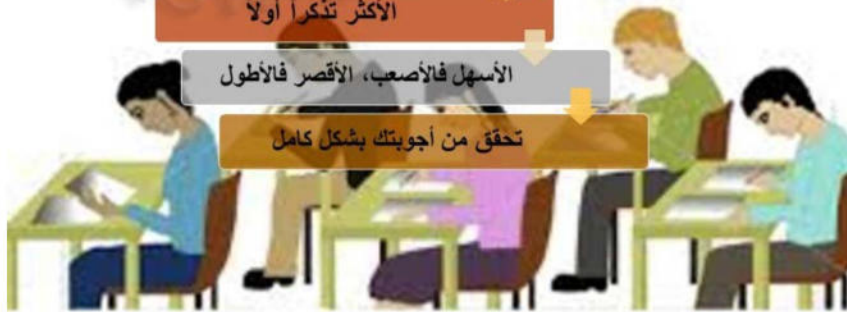 الأكثر تذكراً أولاً
الأسهل فالأصعب، الأقصر فالأطول
تحقق من أجوبتك بشكل كامل